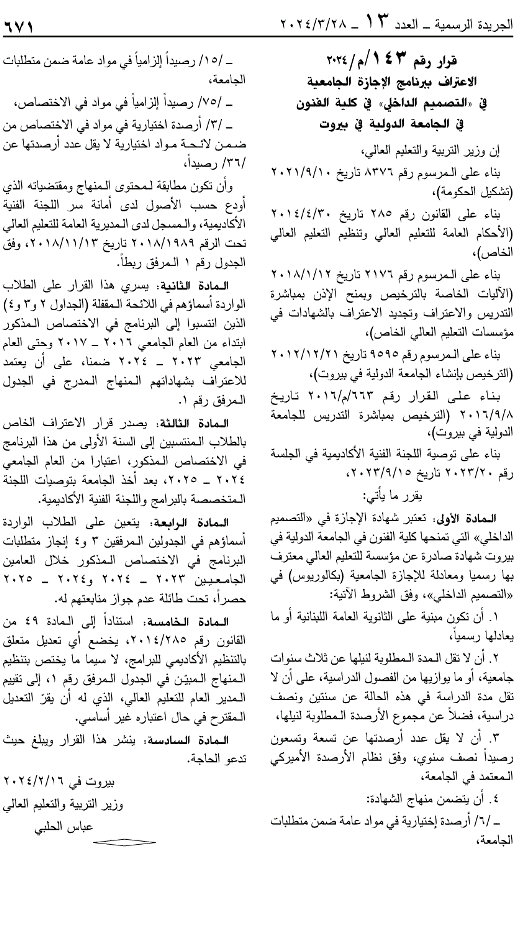 الجريدة الرسمية ــ العدد ١٣ ــ ٢٠٢٤/٣/٢٨
٦٧١
قرار رقم ١٤٣/م/٢٠٢٤
الاعتراف ببرنامج الإجازة الجامعية
في «التصميم الداخلي» في كلية الفنون
في الجامعة الدولية في بيروت
إن وزير التربية والتعليم العالي،
بناء على المرسوم رقم ٨٣٧٦ تاريخ ٢٠٢١/٩/١٠
(تشكيل الحكومة)،
بناء على القانون رقم ٢٨٥ تاريخ ٢٠١٤/٤/٣٠
(الأحكام العامة للتعليم العالي وتنظيم التعليم العالي
الخاص)،
بناء على المرسوم رقم ٢١٧٦ تاريخ ٢٠١٨/١/١٢
(الآليات الخاصة بالترخيص وبمنح الإذن بمباشرة
التدريس والاعتراف وتجديد الاعتراف بالشهادات في
مؤسسات التعليم العالي الخاص)،
بناء على المرسوم رقم ٩٥٩٥ تاريخ ٢٠١٢/١٢/٢١
(الترخيص بإنشاء الجامعة الدولية في بيروت)،
بناء على القرار رقم ٦٦٣/م/٢٠١٦ تاريخ
٢٠١٦/٩/٨ (الترخيص بمباشرة التدريس للجامعة
الدولية في بيروت)،
بناء على توصية اللجنة الفنية الأكاديمية في الجلسة
رقم ٢٠٢٣/٢٠ تاريخ ٢٠٢٣/٩/١٥،
يقرر ما يأتي:
المادة الأولى: تعتبر شهادة الإجازة في «التصميم
الداخلي» التي تمنحها كلية الفنون في الجامعة الدولية في
بيروت شهادة صادرة عن مؤسسة للتعليم العالي معترف
بها رسميا ومعادلة للإجازة الجامعية (بكالوريوس) في
«التصميم الداخلي»، وفق الشروط الآتية:
١. أن تكون مبنية على الثانوية العامة اللبنانية أو ما
يعادلها رسمياً،
٢. أن لا تقل المدة المطلوبة لنيلها عن ثلاث سنوات
جامعية، أو ما يوازيها من الفصول الدراسية، على أن لا
تقل مدة الدراسة في هذه الحالة عن سنتين ونصف
دراسية، فضلاً عن مجموع الأرصدة المطلوبة لنيلها،
٣. أن لا يقل عدد أرصدتها عن تسعة وتسعون
رصيداً نصف سنوي، وفق نظام الأرصدة الأميركي
المعتمد في الجامعة،
٤. أن يتضمن منهاج الشهادة:
ــ /٦/ أرصدة إختيارية في مواد عامة ضمن متطلبات
الجامعة،
ــ /١٥/ رصيداً إلزامياً في مواد عامة ضمن متطلبات
الجامعة،
ــ /٧٥/ رصيداً إلزامياً في مواد في الاختصاص،
ــ /٣/ أرصدة اختيارية في مواد في الاختصاص من
ضمن لائحة مواد اختيارية لا يقل عدد أرصدتها عن
/٣٦/ رصيداً،
وأن تكون مطابقة لمحتوى المنهاج ومقتضياته الذي
أودع حسب الأصول لدى أمانة سر اللجنة الفنية
الأكاديمية، والمسجل لدى المديرية العامة للتعليم العالي
تحت الرقم ٢٠١٨/١٩٨٩ تاريخ ٢٠١٨/١١/١٣، وفق
الجدول رقم ١ المرفق ربطاً.
المادة الثانية: يسري هذا القرار على الطلاب
الواردة أسماؤهم في اللائحة المقفلة (الجداول ٢ و٣ و٤)
الذين انتسبوا إلى البرنامج في الاختصاص المذكور
ابتداء من العام الجامعي ٢٠١٦ ــ ٢٠١٧ وحتى العام
الجامعي ٢٠٢٣ ــ ٢٠٢٤ ضمنا، على أن يعتمد
للاعتراف بشهاداتهم المنهاج المدرج في الجدول
المرفق رقم ١.
المادة الثالثة: يصدر قرار الاعتراف الخاص
بالطلاب المنتسبين إلى السنة الأولى من هذا البرنامج
في الاختصاص المذكور، اعتبارا من العام الجامعي
٢٠٢٤ ــ ٢٠٢٥، بعد أخذ الجامعة بتوصيات اللجنة
المتخصصة بالبرامج واللجنة الفنية الأكاديمية.
المادة الرابعة: يتعين على الطلاب الواردة
أسماؤهم في الجدولين المرفقين ٣ و٤ إنجاز متطلبات
البرنامج في الاختصاص المذكور خلال العامين
الجامعيين ٢٠٢٣ ــ ٢٠٢٤ و٢٠٢٤ ــ ٢٠٢٥
حصراً، تحت طائلة عدم جواز متابعتهم له.
المادة الخامسة: استناداً إلى المادة ٤٩ من
القانون رقم ٢٠١٤/٢٨٥، يخضع أي تعديل متعلق
بالتنظيم الأكاديمي للبرامج، لا سيما ما يختص بتنظيم
المنهاج المبيّن في الجدول المرفق رقم ١، إلى تقييم
المدير العام للتعليم العالي، الذي له أن يقرّ التعديل
المقترح في حال اعتباره غير أساسي.
المادة السادسة: ينشر هذا القرار ويبلغ حيث
تدعو الحاجة.
بيروت في ٢٠٢٤/٢/١٦
وزير التربية والتعليم العالي
عباس الحلبي